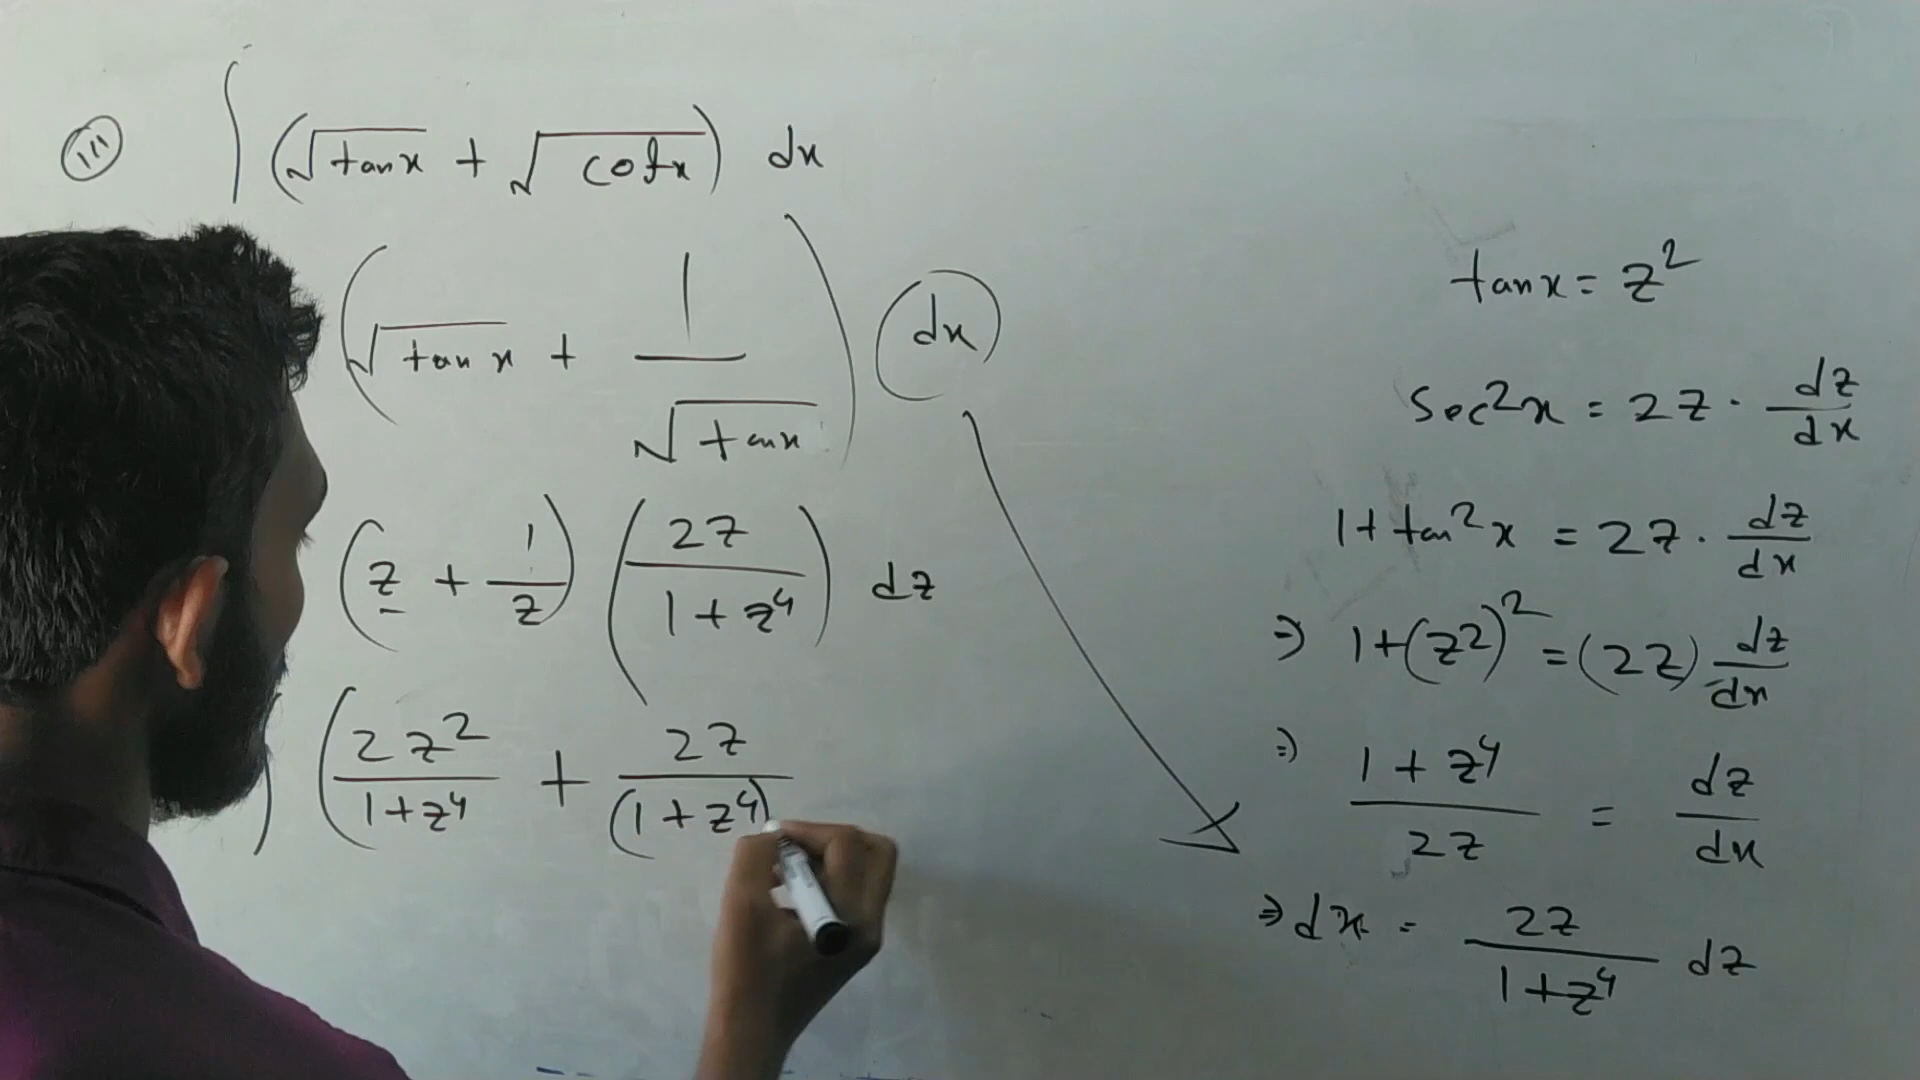 (iii) ∫ (√tanx + √cotx) dx
(√tan x + 1/√tanx) dx
(z + 1/z) (2z/(1+z⁴)) dz
(2z²/(1+z⁴) + 2z/(1+z⁴)
tanx = z²
Sec²x = 2z · dz/dx
1 + tan²x = 2z · dz/dx
⇒ 1+(z²)² = (2z) dz/dx
⇒ (1+z⁴)/2z = dz/dx
⇒ dx = 2z/(1+z⁴) dz